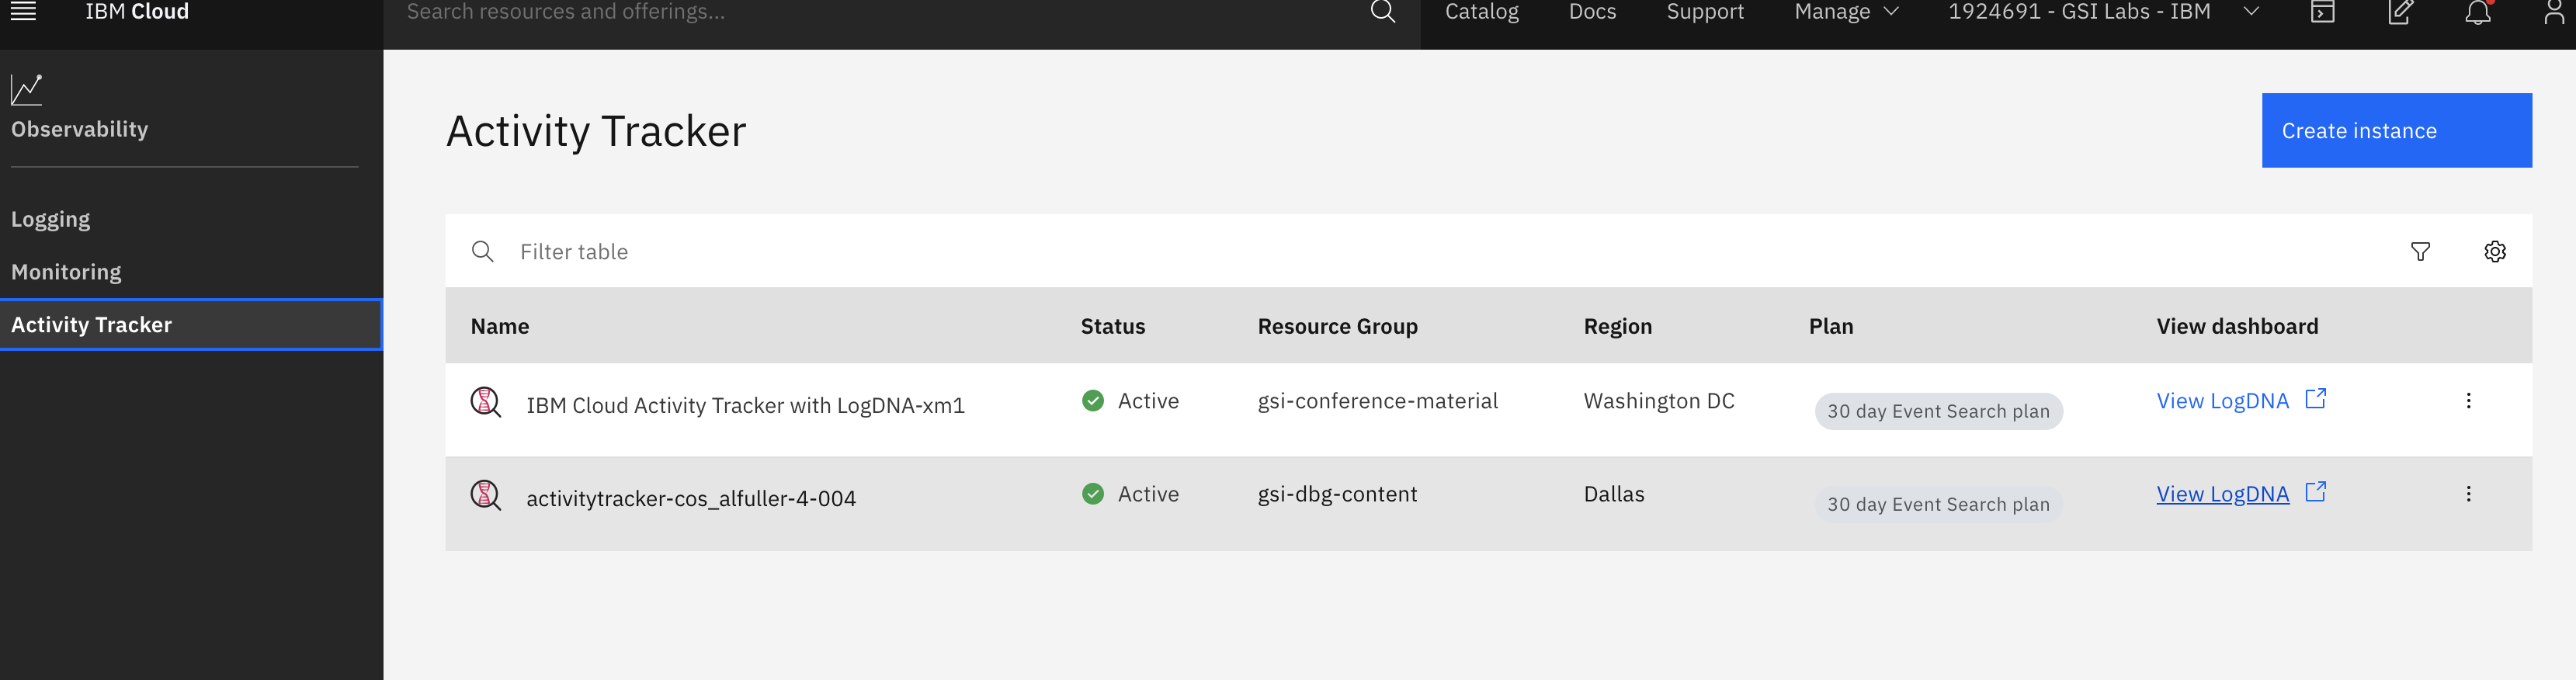 IBM Cloud
Search resources and offerings...
Catalog Docs Support Manage 1924691 - GSI Labs - IBM
Observability
Logging
Monitoring
Activity Tracker
Activity Tracker
Create instance
Filter table
Name Status Resource Group Region Plan View dashboard
IBM Cloud Activity Tracker with LogDNA-xm1 Active gsi-conference-material Washington DC 30 day Event Search plan View LogDNA
activitytracker-cos_alfuller-4-004 Active gsi-dbg-content Dallas 30 day Event Search plan View LogDNA